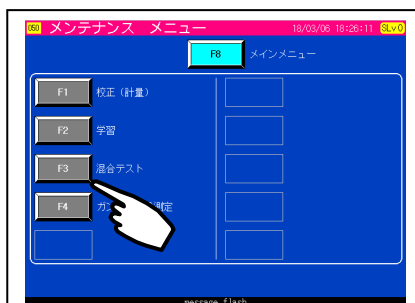 050 メンテナンス メニュー 18/03/06 18:26:11 SLv0
F8 メインメニュー
F1 校正（計量）
F2 学習
F3 混合テスト
F4 ガン 測定
message flash